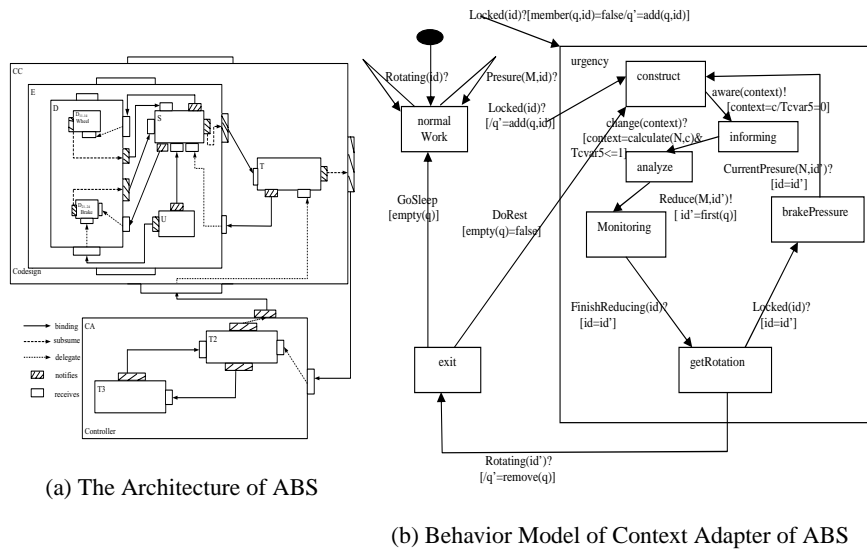 CC
E
D
D11..14
Wheel
S
T
D21..24
Brake
U
Codesign
CA
T2
T3
Controller
binding
subsume
delegate
notifies
receives
(a) The Architecture of ABS
Locked(id)?[member(q,id)=false/q'=add(q,id)]
Rotating(id)?
Presure(M,id)?
normal
Work
Locked(id)?
[/q'=add(q,id)]
urgency
construct
aware(context)!
[context=c/Tcvar5=0]
change(context)?
[context=calculate(N,c)&
Tcvar5<=1]
informing
analyze
CurrentPresure(N,id')?
[id=id']
GoSleep
[empty(q)]
DoRest
[empty(q)=false]
Reduce(M,id')!
[ id'=first(q)]
Monitoring
brakePressure
FinishReducing(id)?
[id=id']
Locked(id)?
[id=id']
exit
getRotation
Rotating(id')?
[/q'=remove(q)]
(b) Behavior Model of Context Adapter of ABS